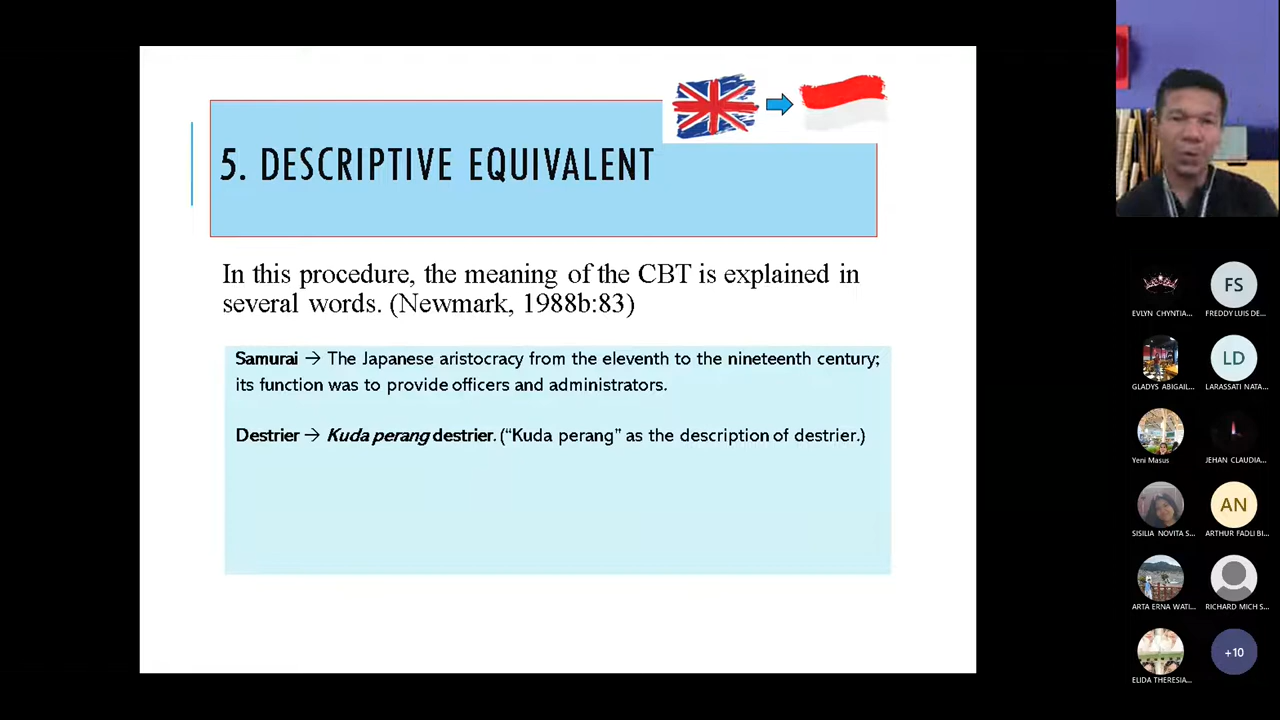 5. DESCRIPTIVE EQUIVALENT
In this procedure, the meaning of the CBT is explained in
several words. (Newmark, 1988b:83)
Samurai → The Japanese aristocracy from the eleventh to the nineteenth century;
its function was to provide officers and administrators.
Destrier → Kuda perang destrier. (“Kuda perang” as the description of destrier.)
FS
EVLYN CHYNTIA...
FREDDY LUIS DE...
LD
GLADYS ABIGAIL...
LARASSATI NATA...
Yeni Masus
JEHAN CLAUDIA...
AN
SISILIA NOVITA S...
ARTHUR FADLI BI...
ARTA ERNA WATI...
RICHARD MICH S...
+10
ELIDA THERESIA...